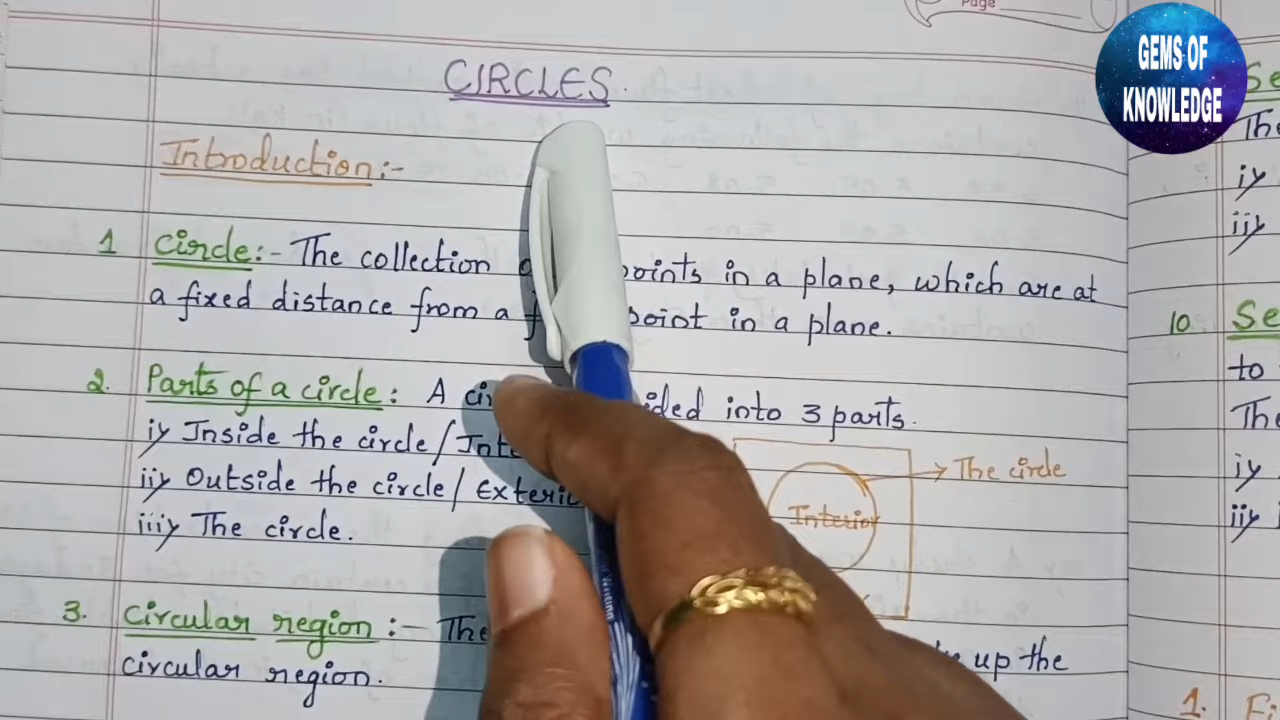 Page
GEMS OF
KNOWLEDGE
CIRCLES.
Introduction:-
1 Circle:- The collection points in a plane, which are at
a fixed distance from a point in a plane.
2. Parts of a circle: A into 3 parts.
i) Inside the circle/
ii) Outside the circle/
iii) The circle.
The circle
Interior
3. Circular region:- The up the
circular region.
The
i)
ii)
10.
to
The
i)
ii)
1.